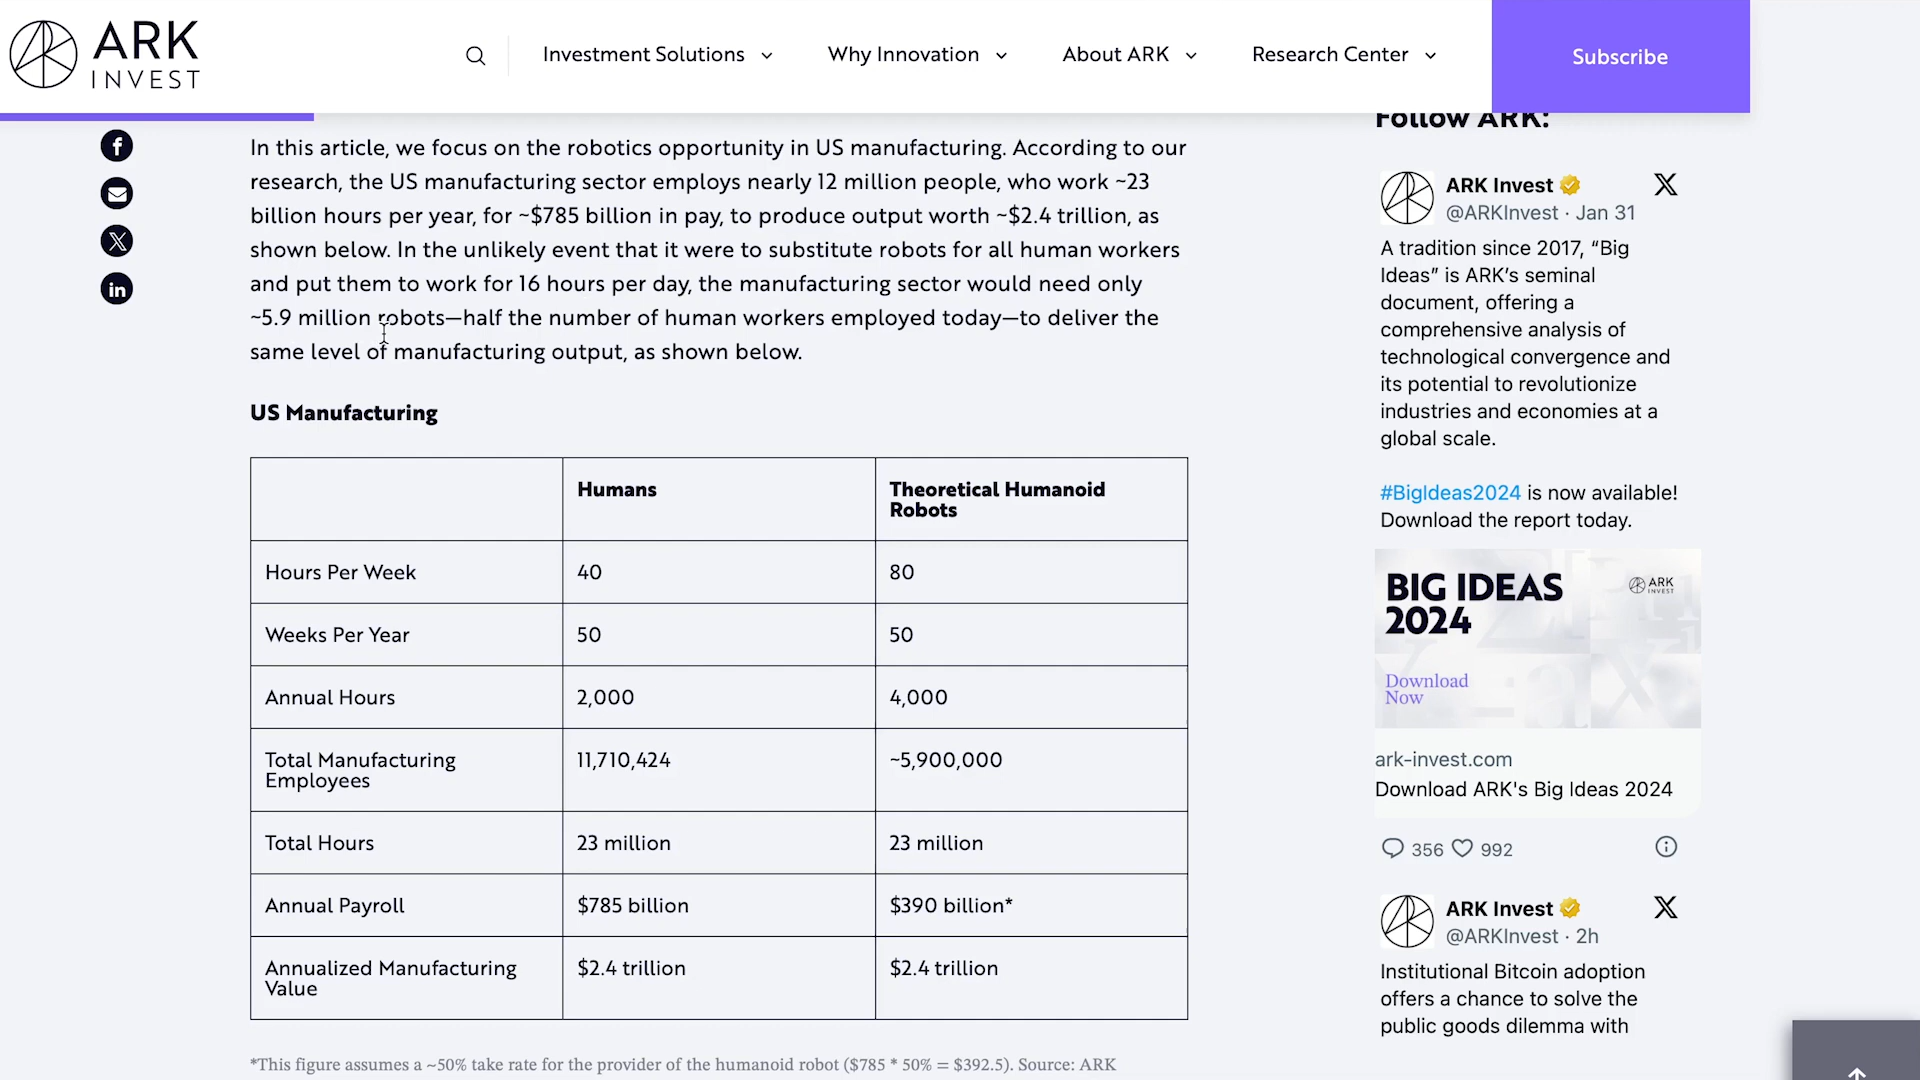 ARK
INVEST
Investment Solutions
Why Innovation
About ARK
Research Center
Subscribe
In this article, we focus on the robotics opportunity in US manufacturing. According to our
research, the US manufacturing sector employs nearly 12 million people, who work ~23
billion hours per year, for ~$785 billion in pay, to produce output worth ~$2.4 trillion, as
shown below. In the unlikely event that it were to substitute robots for all human workers
and put them to work for 16 hours per day, the manufacturing sector would need only
~5.9 million robots—half the number of human workers employed today—to deliver the
same level of manufacturing output, as shown below.
US Manufacturing
Humans
Theoretical Humanoid
Robots
Hours Per Week
40
80
Weeks Per Year
50
50
Annual Hours
2,000
4,000
Total Manufacturing
Employees
11,710,424
~5,900,000
Total Hours
23 million
23 million
Annual Payroll
$785 billion
$390 billion*
Annualized Manufacturing
Value
$2.4 trillion
$2.4 trillion
*This figure assumes a ~50% take rate for the provider of the humanoid robot ($785 * 50% = $392.5). Source: ARK
Follow ARK:
ARK Invest
@ARKInvest · Jan 31
A tradition since 2017, “Big
Ideas” is ARK’s seminal
document, offering a
comprehensive analysis of
technological convergence and
its potential to revolutionize
industries and economies at a
global scale.
#BigIdeas2024 is now available!
Download the report today.
BIG IDEAS
2024
ARK
INVEST
Download
Now
ark-invest.com
Download ARK's Big Ideas 2024
356
992
ARK Invest
@ARKInvest · 2h
Institutional Bitcoin adoption
offers a chance to solve the
public goods dilemma with